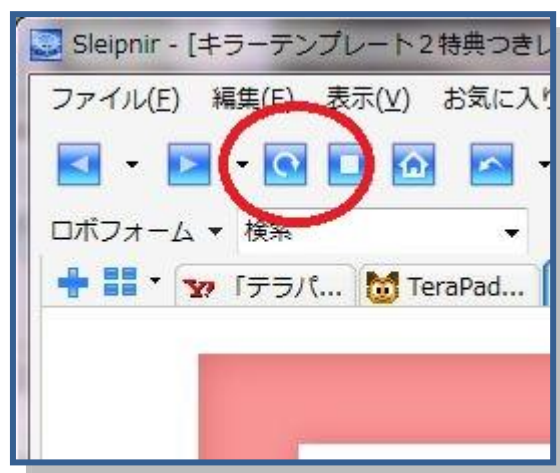 Sleipnir - [キラーテンプレート2特典つきし
ファイル(F) 編集(E) 表示(V) お気に入り
ロボフォーム 検索
「テラパ... TeraPad...